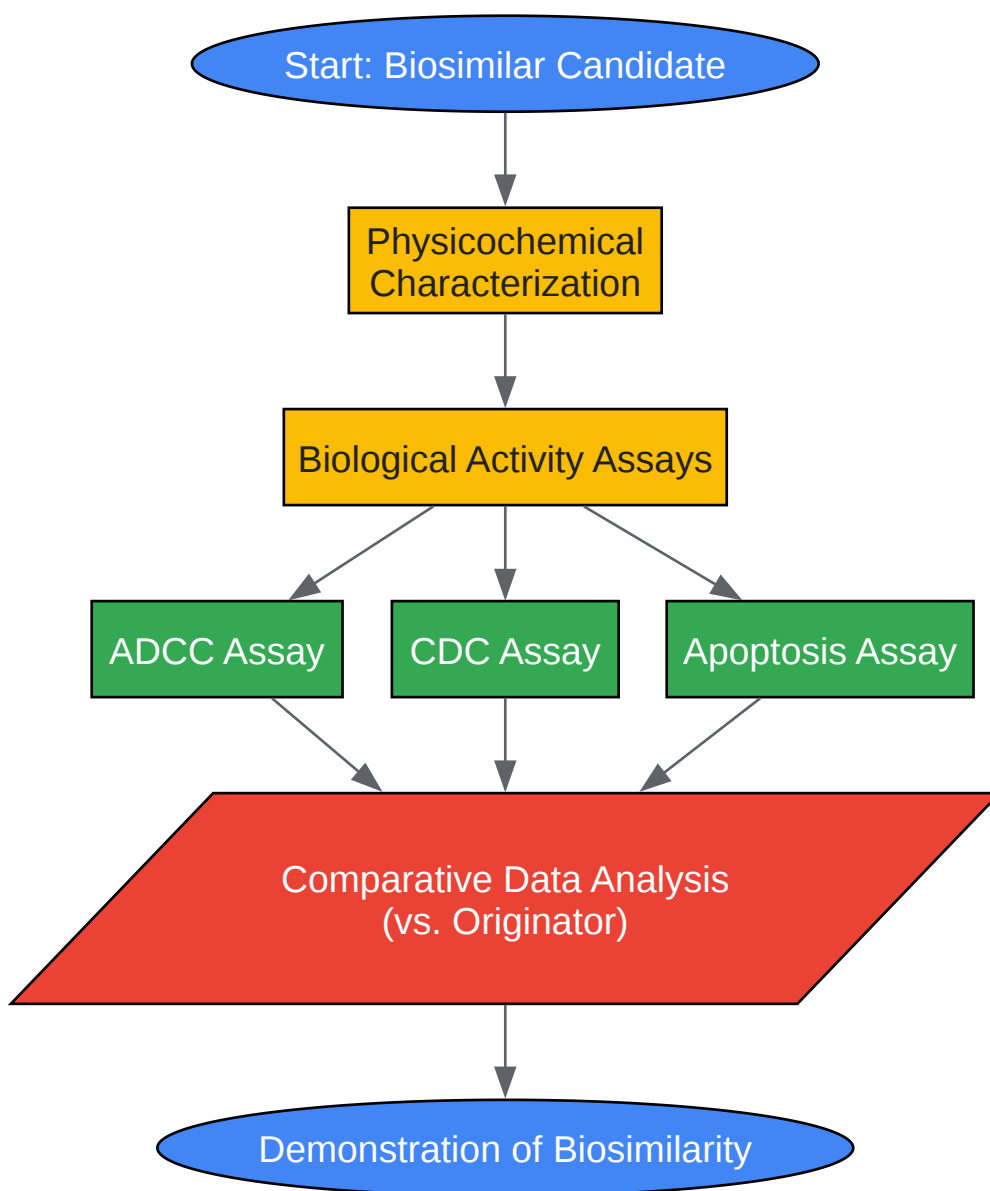 Start: Biosimilar Candidate
Physicochemical
Characterization
Biological Activity Assays
ADCC Assay
CDC Assay
Apoptosis Assay
Comparative Data Analysis
(vs. Originator)
Demonstration of Biosimilarity